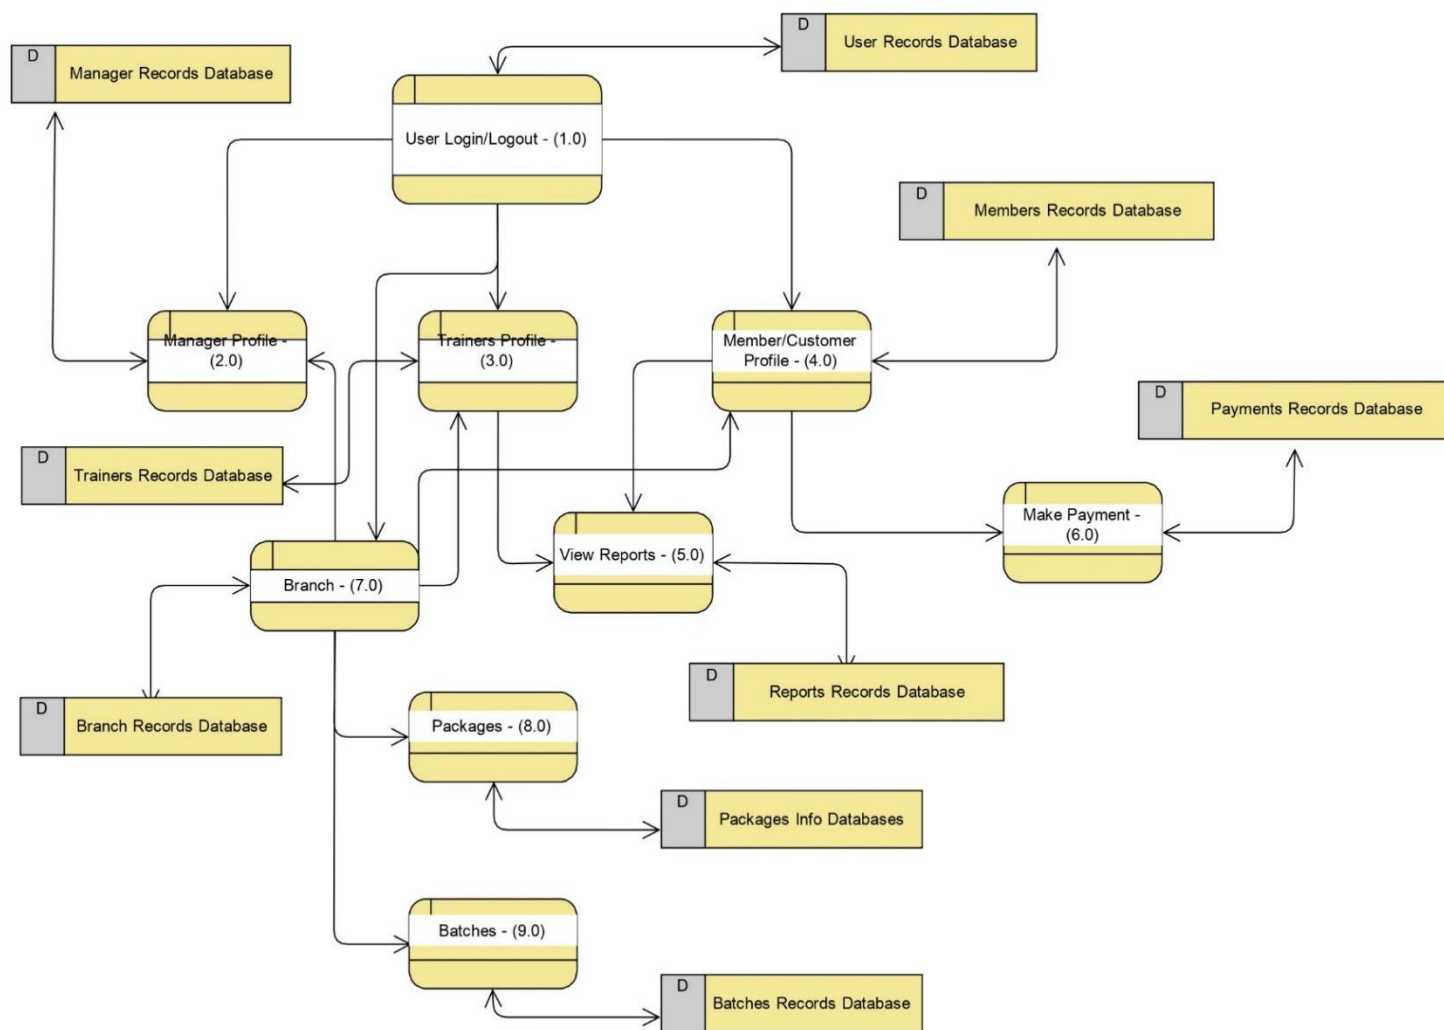 D
User Records Database
D
Manager Records Database
User Login/Logout - (1.0)
D
Members Records Database
Manager Profile -
(2.0)
Trainers Profile -
(3.0)
Member/Customer
Profile - (4.0)
D
Payments Records Database
D
Trainers Records Database
Make Payment -
(6.0)
View Reports - (5.0)
Branch - (7.0)
D
Reports Records Database
D
Branch Records Database
Packages - (8.0)
D
Packages Info Databases
Batches - (9.0)
D
Batches Records Database